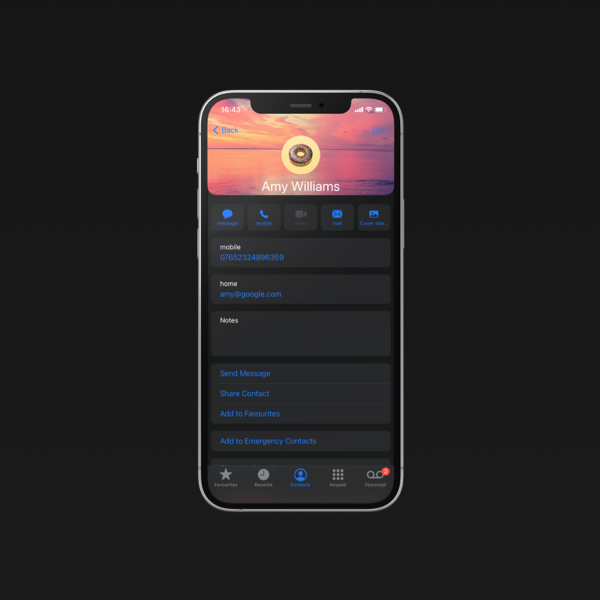 16:43
Back
Edit
Amy Williams
message
mobile
video
mail
Cover Ima...
mobile
07652324896359
home
amy@google.com
Notes
Send Message
Share Contact
Add to Favourites
Add to Emergency Contacts
2
Favourites
Recents
Contacts
Keypad
Voicemail